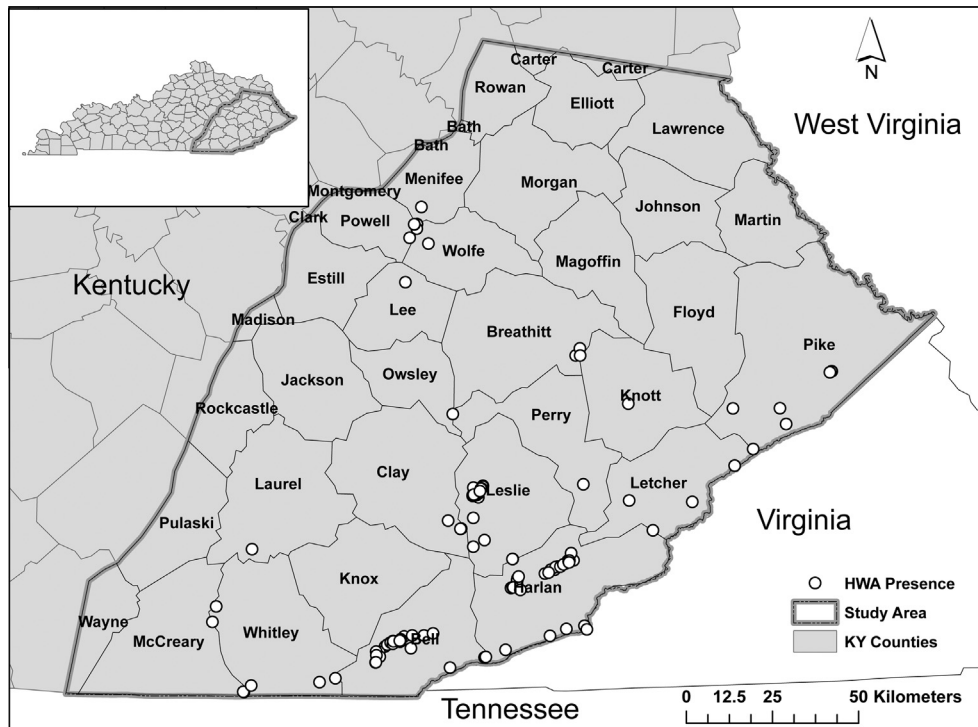 Carter
Carter
N
Rowan
Elliott
West Virginia
Lawrence
Bath
Bath
Menifee
Morgan
Montgomery
Johnson
Clark
Powell
Martin
Wolfe
Magoffin
Kentucky
Estill
Lee
Floyd
Madison
Breathitt
Pike
Jackson
Owsley
Knott
Rockcastle
Perry
Clay
Laurel
Leslie
Letcher
Pulaski
Virginia
Knox
Harlan
HWA Presence
Wayne
Study Area
McCreary
Whitley
Bell
KY Counties
Tennessee
0 12.5 25 50 Kilometers